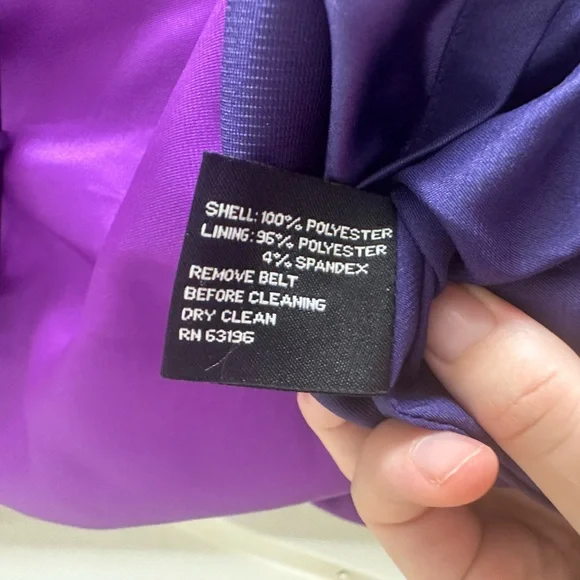 SHELL: 100% POLYESTER
LINING: 96% POLYESTER
4% SPANDEX
REMOVE BELT
BEFORE CLEANING
DRY CLEAN
RN 63196